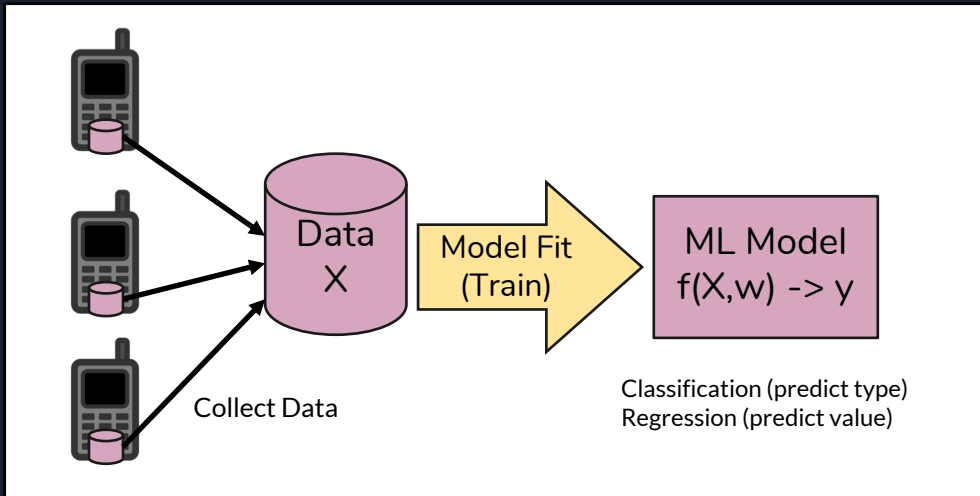 Data
X
Model Fit
(Train)
ML Model
f(X,w) -> y
Collect Data
Classification (predict type)
Regression (predict value)